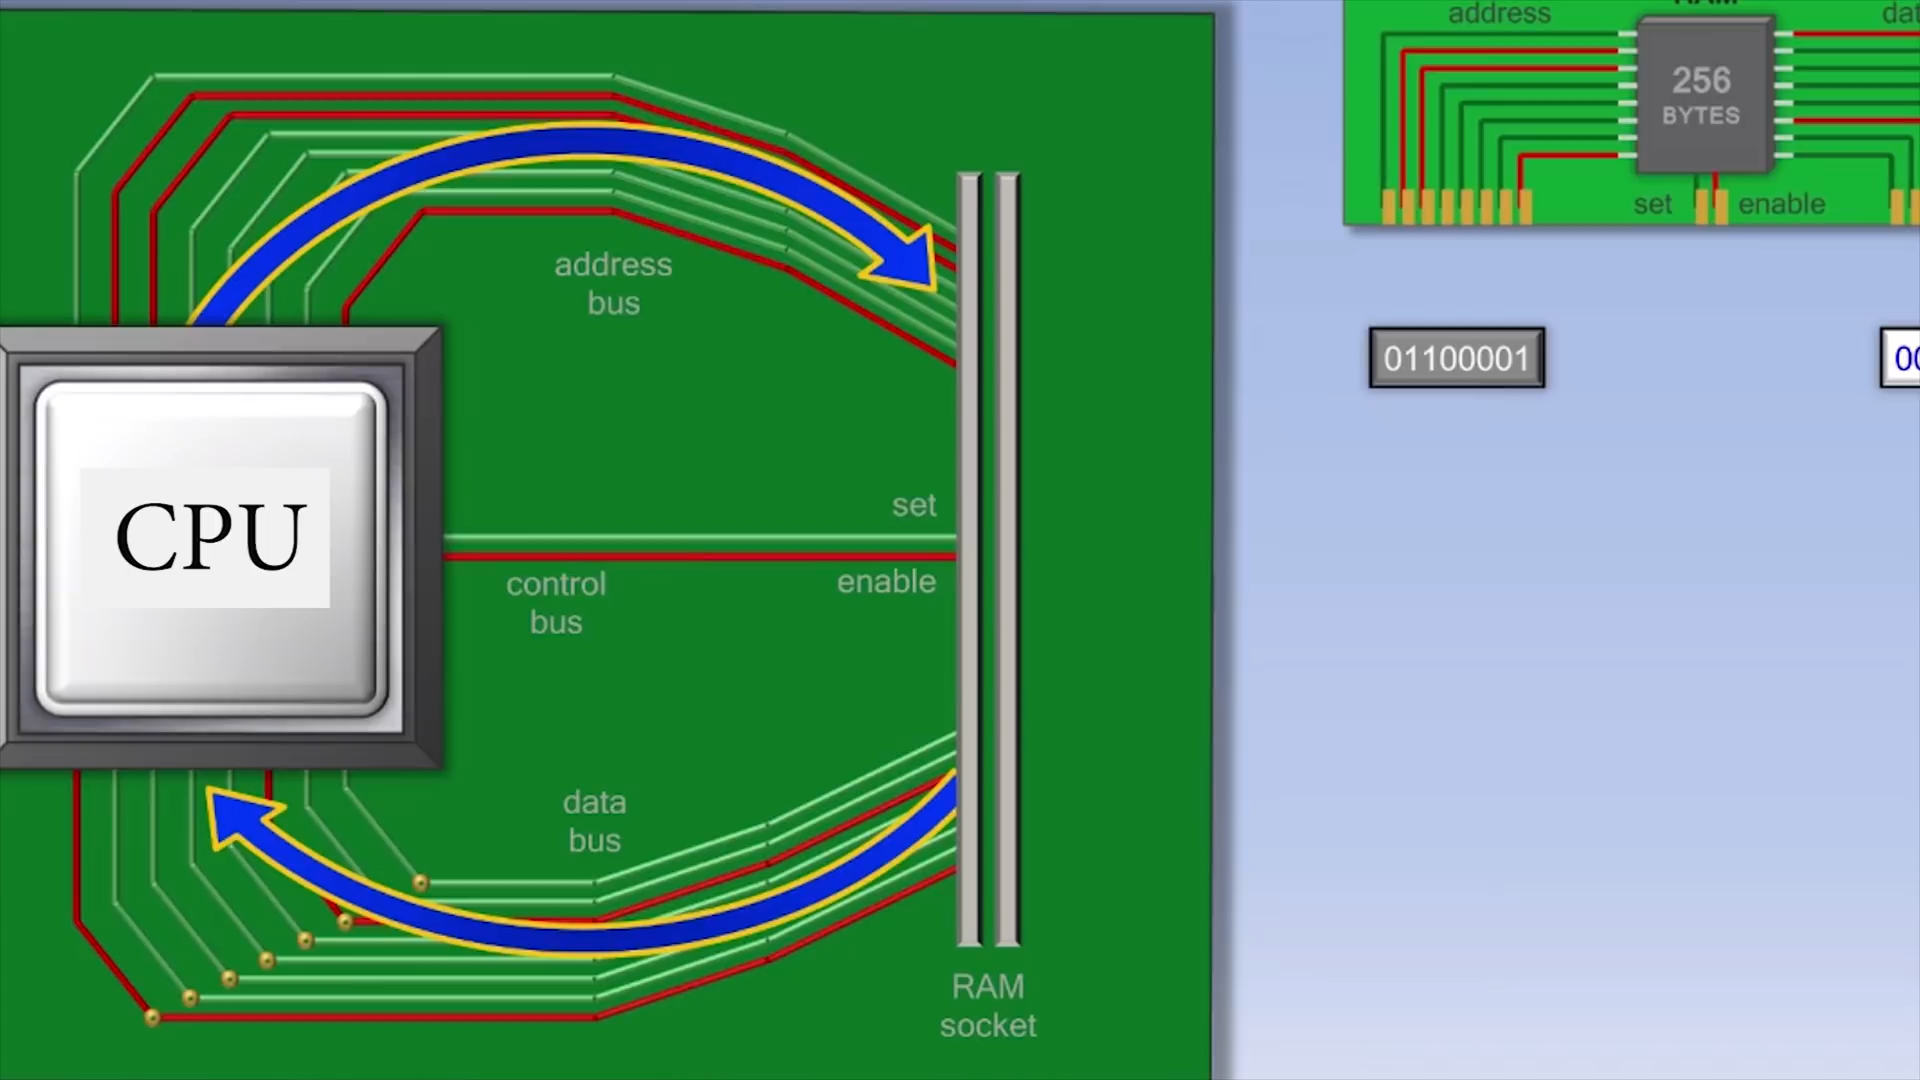 address
256
BYTES
set
enable
address
bus
01100001
set
CPU
control
bus
enable
data
bus
RAM
socket